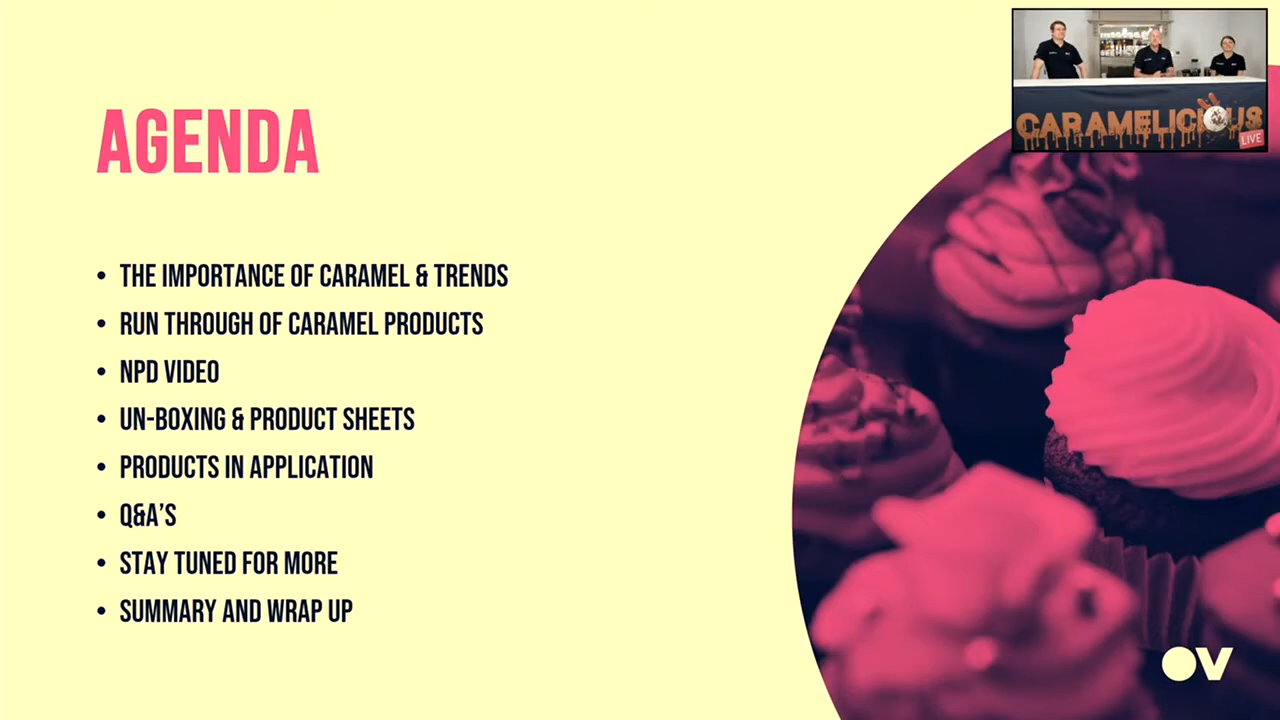 AGENDA
• THE IMPORTANCE OF CARAMEL & TRENDS
• RUN THROUGH OF CARAMEL PRODUCTS
• NPD VIDEO
• UN-BOXING & PRODUCT SHEETS
• PRODUCTS IN APPLICATION
• Q&A'S
• STAY TUNED FOR MORE
• SUMMARY AND WRAP UP
CARAMELICIOUS
LIVE
OV